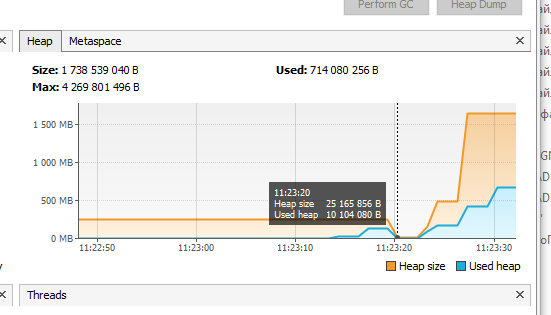 Perform GC
Heap Dump
Heap
Metaspace
Size: 1 738 539 040 B
Used: 714 080 256 B
Max: 4 269 801 496 B
1 500 MB
1 000 MB
500 MB
0 MB
11:23:20
Heap size 25 165 856 B
Used heap 10 104 080 B
11:22:50
11:23:00
11:23:10
11:23:20
11:23:30
Heap size
Used heap
Threads